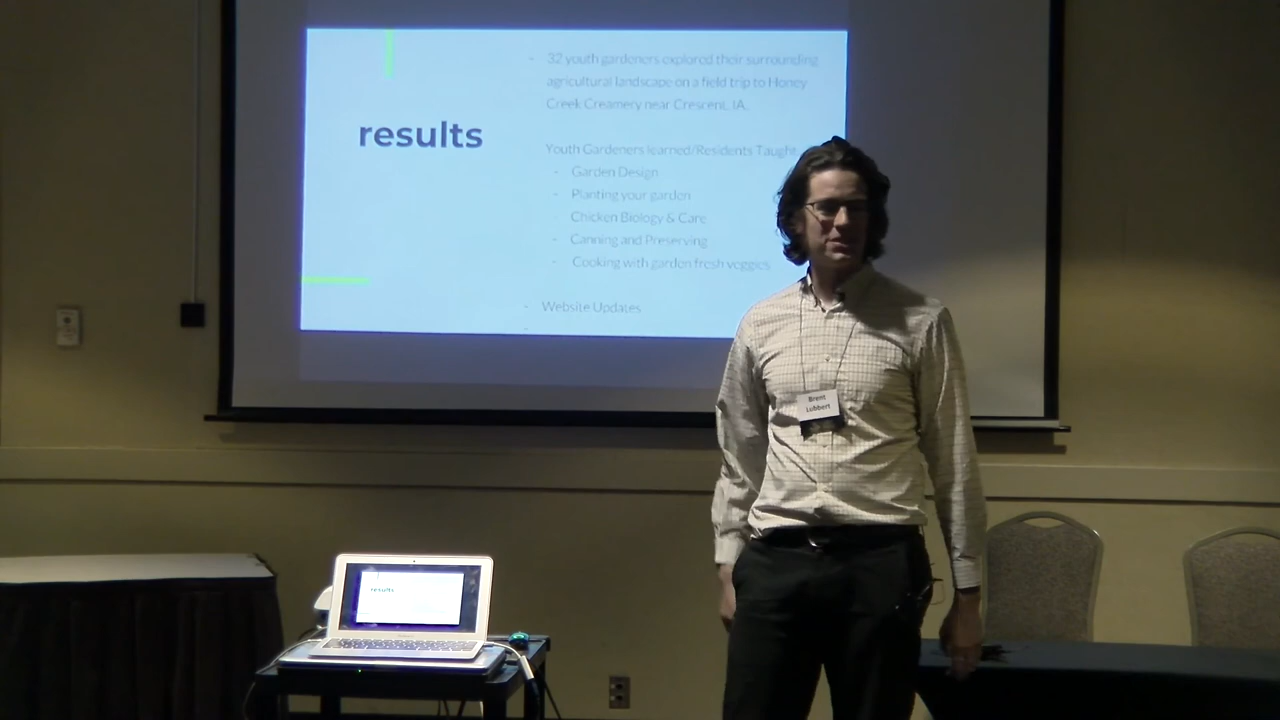 results
- 32 youth gardeners explored their surrounding
agricultural landscape on a field trip to Honey
Creek Creamery near Crescent, IA.
Youth Gardeners learned/Residents Taught
- Garden Design
- Planting your garden
Chicken Biology & Care
- Canning and Preserving
- Cooking with garden fresh veggies
- Website Updates
-
Brent
Lubbert
results